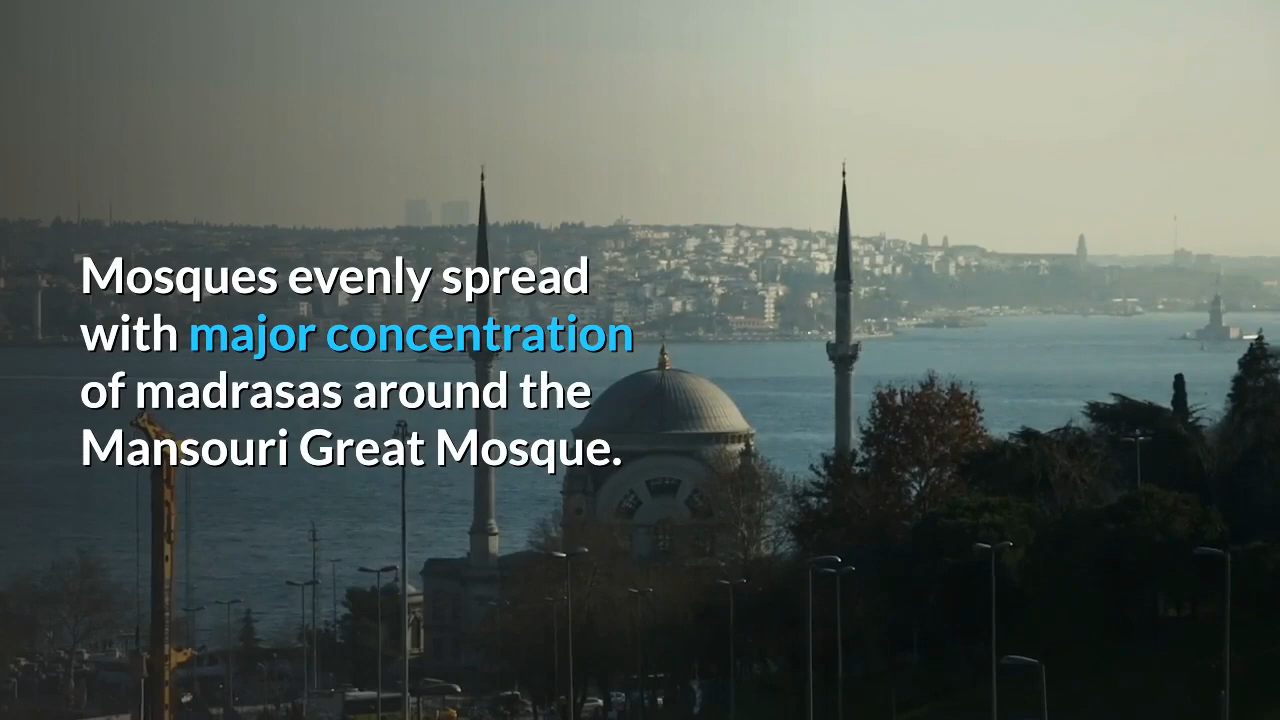 Mosques evenly spread
with major concentration
of madrasas around the
Mansouri Great Mosque.